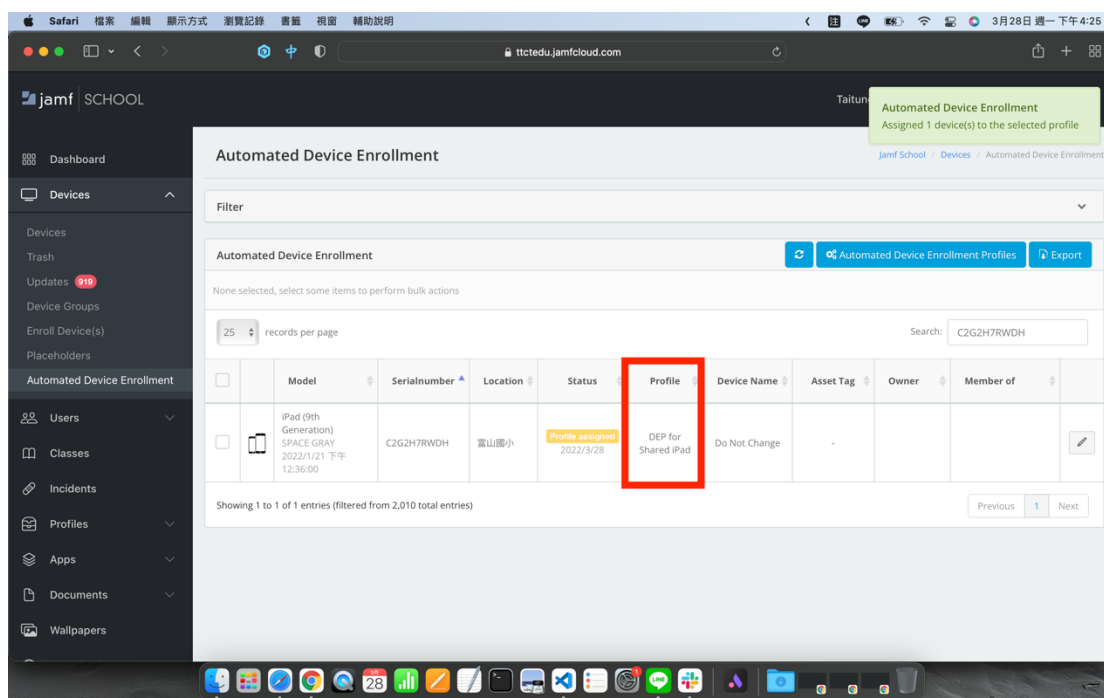 Safari 檔案 編輯 顯示方式 瀏覽記錄 書籤 視窗 輔助說明 注 3月28日 週一 下午4:25
中 ttctedu.jamfcloud.com
jamf SCHOOL
Taitun
Automated Device Enrollment
Assigned 1 device(s) to the selected profile
Dashboard
Devices
Devices
Trash
Updates 919
Device Groups
Enroll Device(s)
Placeholders
Automated Device Enrollment
Users
Classes
Incidents
Profiles
Apps
Documents
Wallpapers
Automated Device Enrollment
Jamf School / Devices / Automated Device Enrollment
Filter
Automated Device Enrollment
Automated Device Enrollment Profiles
Export
None selected, select some items to perform bulk actions
25 records per page
Search: C2G2H7RWDH
Model Serialnumber Location Status Profile Device Name Asset Tag Owner Member of
iPad (9th
Generation)
SPACE GRAY
2022/1/21 下午
12:36:00
C2G2H7RWDH
富山國小
Profile assigned
2022/3/28
DEP for
Shared iPad
Do Not Change
-
Showing 1 to 1 of 1 entries (filtered from 2,010 total entries)
Previous 1 Next
28